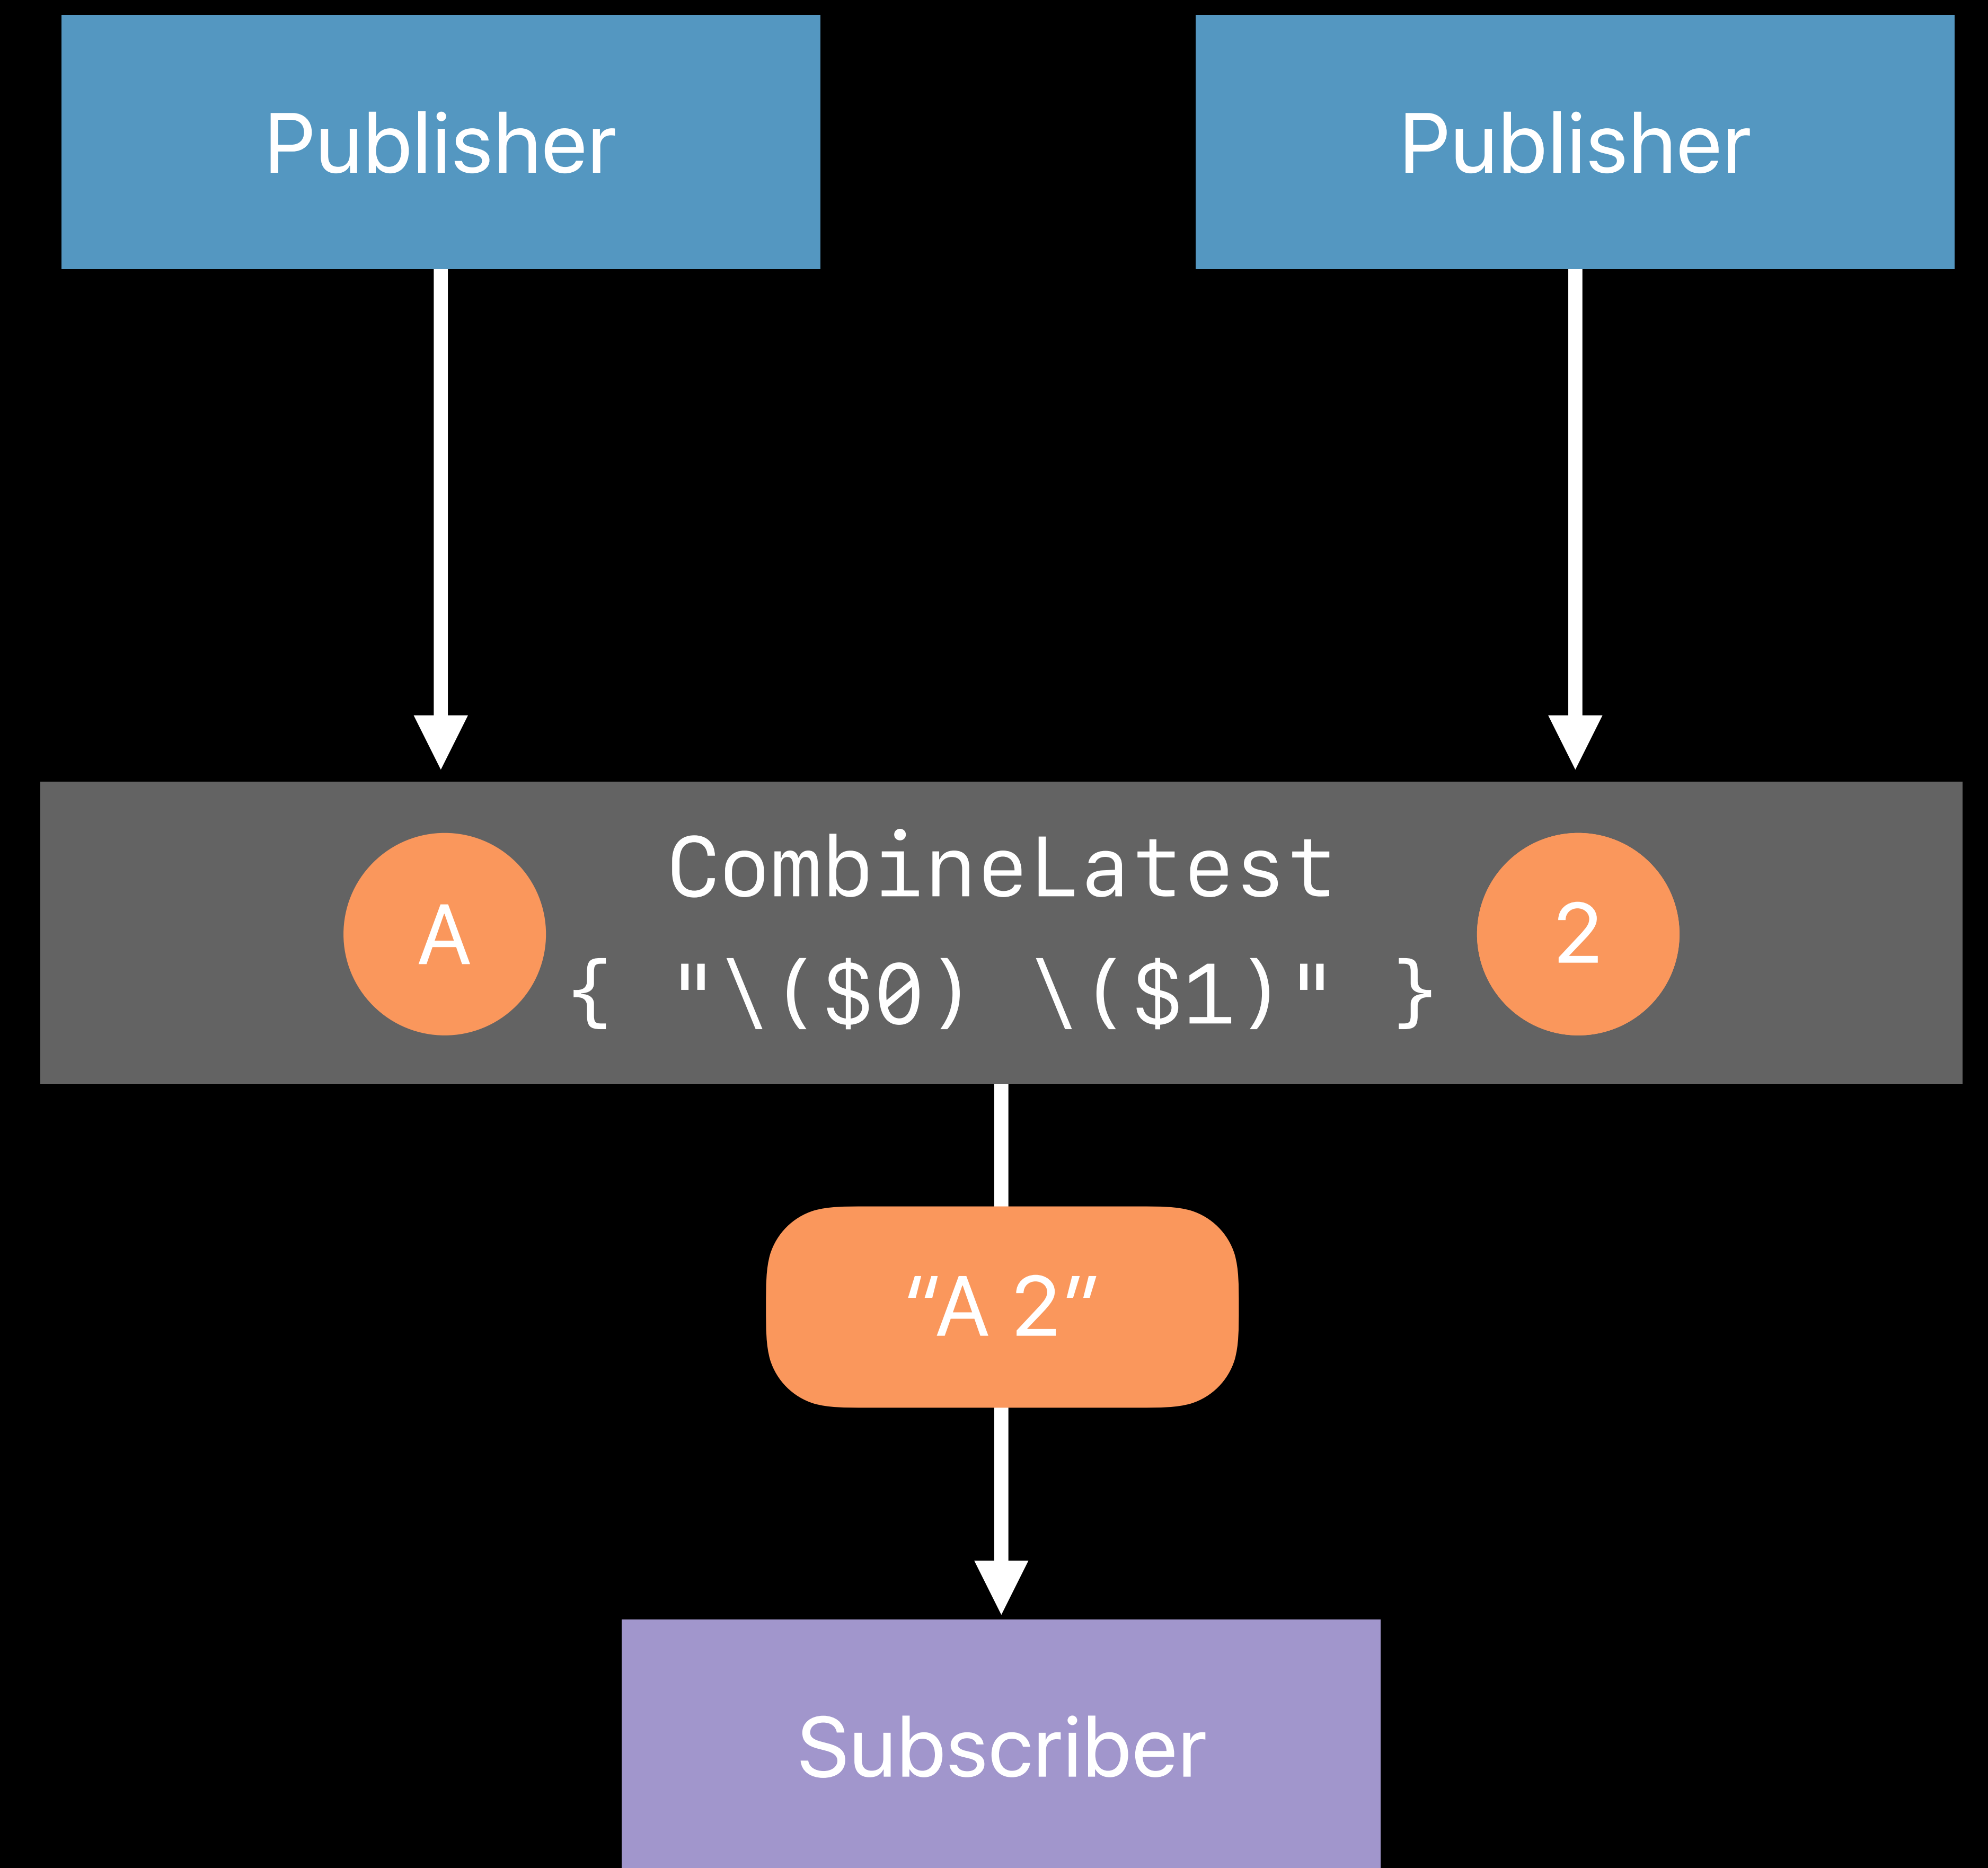 Publisher
Publisher
CombineLatest
A
2
{ "\($0) \($1)" }
“A 2“
Subscriber